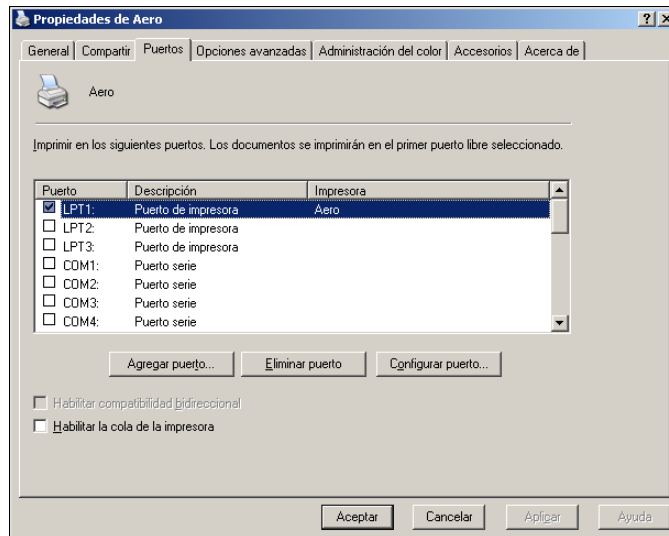 Propiedades de Aero
General Compartir Puertos Opciones avanzadas Administración del color Accesorios Acerca de
Aero
Imprimir en los siguientes puertos. Los documentos se imprimirán en el primer puerto libre seleccionado.
Puerto Descripción Impresora
LPT1: Puerto de impresora Aero
LPT2: Puerto de impresora
LPT3: Puerto de impresora
COM1: Puerto serie
COM2: Puerto serie
COM3: Puerto serie
COM4: Puerto serie
Agregar puerto... Eliminar puerto Configurar puerto...
Habilitar compatibilidad bidireccional
Habilitar la cola de la impresora
Aceptar Cancelar Aplicar Ayuda